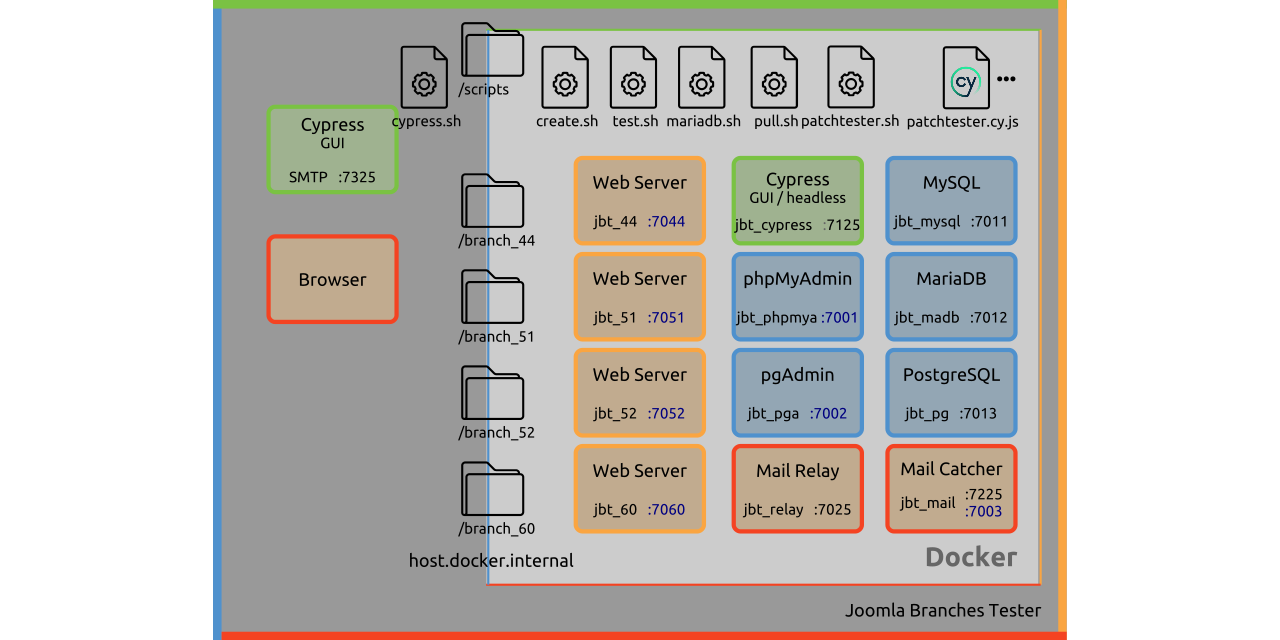 /scripts
cypress.sh
create.sh
test.sh
mariadb.sh
pull.sh
patchtester.sh
cy
patchtester.cy.js
•••
Cypress
GUI
SMTP :7325
Browser
/branch_44
/branch_51
/branch_52
/branch_60
Web Server
jbt_44 :7044
Cypress
GUI / headless
jbt_cypress :7125
MySQL
jbt_mysql :7011
Web Server
jbt_51 :7051
phpMyAdmin
jbt_phpmya :7001
MariaDB
jbt_madb :7012
Web Server
jbt_52 :7052
pgAdmin
jbt_pga :7002
PostgreSQL
jbt_pg :7013
Web Server
jbt_60 :7060
Mail Relay
jbt_relay :7025
Mail Catcher
jbt_mail :7225
:7003
host.docker.internal
Docker
Joomla Branches Tester